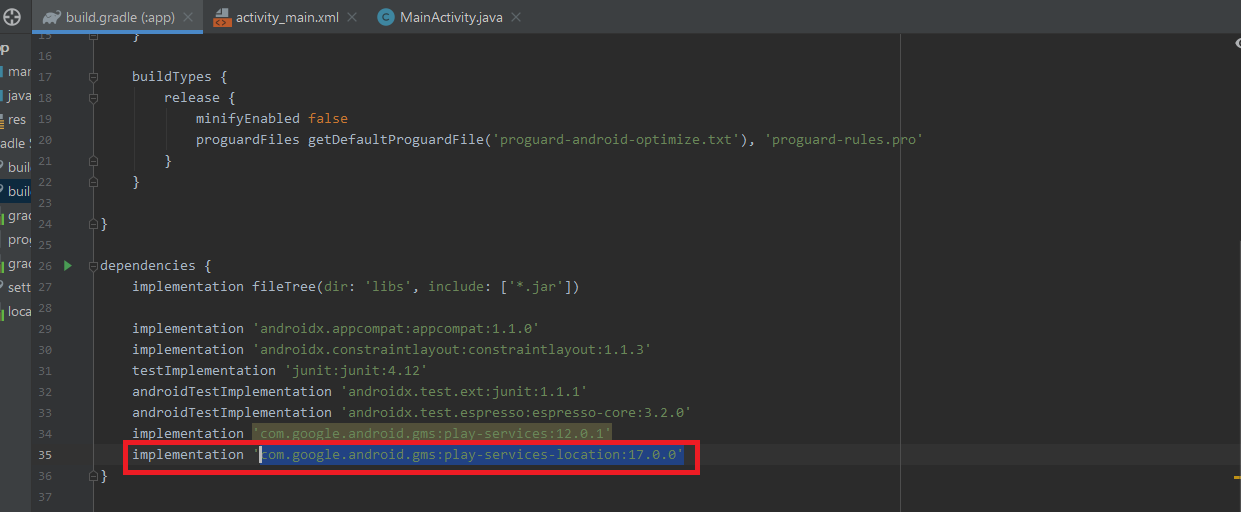 build.gradle (:app) activity_main.xml MainActivity.java
15 }
16
17 buildTypes {
18 release {
19 minifyEnabled false
20 proguardFiles getDefaultProguardFile('proguard-android-optimize.txt'), 'proguard-rules.pro'
21 }
22 }
23
24 }
25
26 dependencies {
27 implementation fileTree(dir: 'libs', include: ['*.jar'])
28
29 implementation 'androidx.appcompat:appcompat:1.1.0'
30 implementation 'androidx.constraintlayout:constraintlayout:1.1.3'
31 testImplementation 'junit:junit:4.12'
32 androidTestImplementation 'androidx.test.ext:junit:1.1.1'
33 androidTestImplementation 'androidx.test.espresso:espresso-core:3.2.0'
34 implementation 'com.google.android.gms:play-services:12.0.1'
35 implementation 'com.google.android.gms:play-services-location:17.0.0'
36 }
37
p
mar
java
res
adle S
build
build
grad
prog
grad
sett
loca